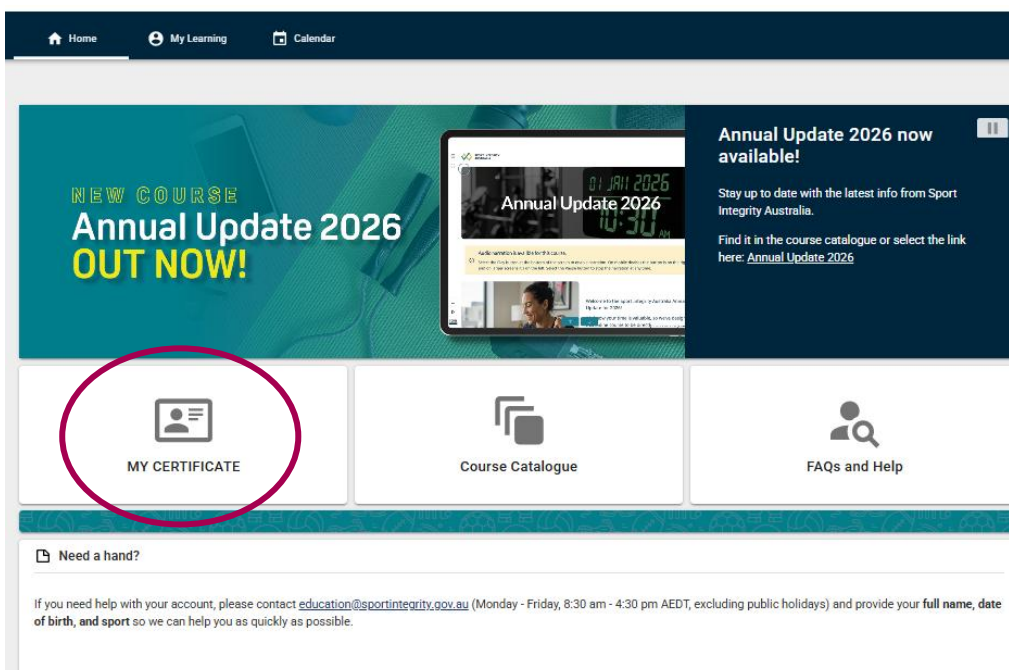 Home
My Learning
Calendar
NEW COURSE
Annual Update 2026
OUT NOW!
01 JAN 2026
Annual Update 2026
10:30 AM
Annual Update 2026 now
available!
Stay up to date with the latest info from Sport
Integrity Australia.
Find it in the course catalogue or select the link
here: Annual Update 2026
MY CERTIFICATE
Course Catalogue
FAQs and Help
Need a hand?
If you need help with your account, please contact education@sportintegrity.gov.au (Monday - Friday, 8:30 am - 4:30 pm AEDT, excluding public holidays) and provide your full name, date
of birth, and sport so we can help you as quickly as possible.